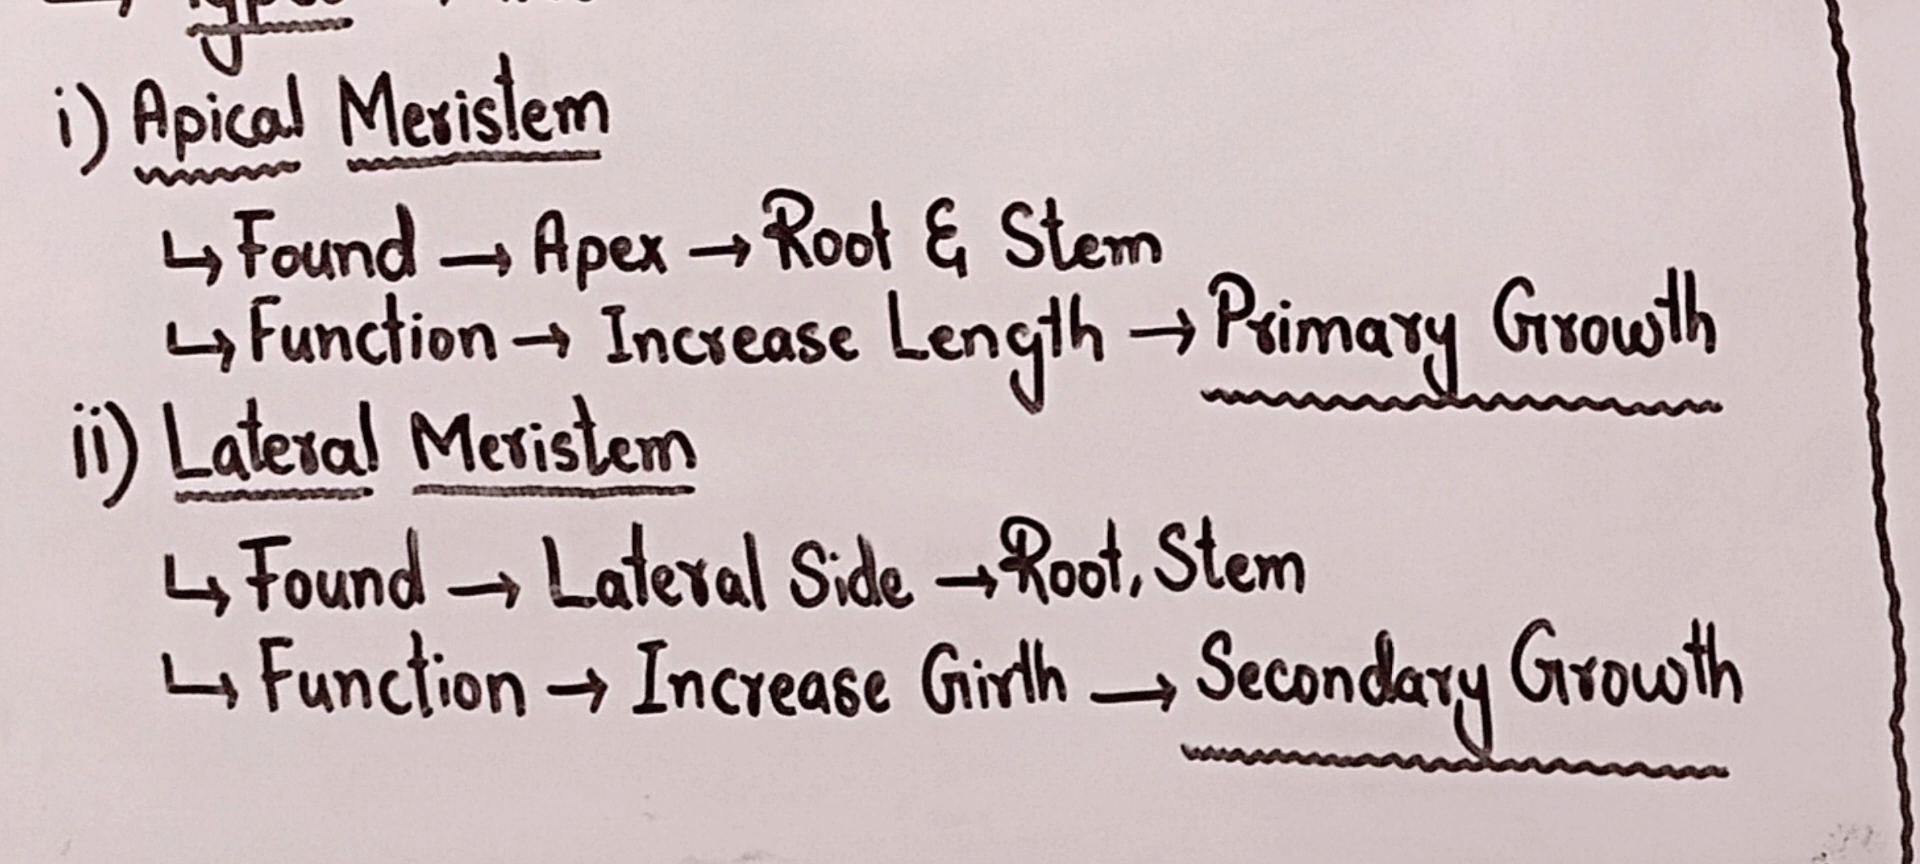 ↳ Types →
i) Apical Meristem
↳ Found → Apex → Root & Stem
↳ Function → Increase Length → Primary Growth
ii) Lateral Meristem
↳ Found → Lateral Side → Root, Stem
↳ Function → Increase Girth → Secondary Growth